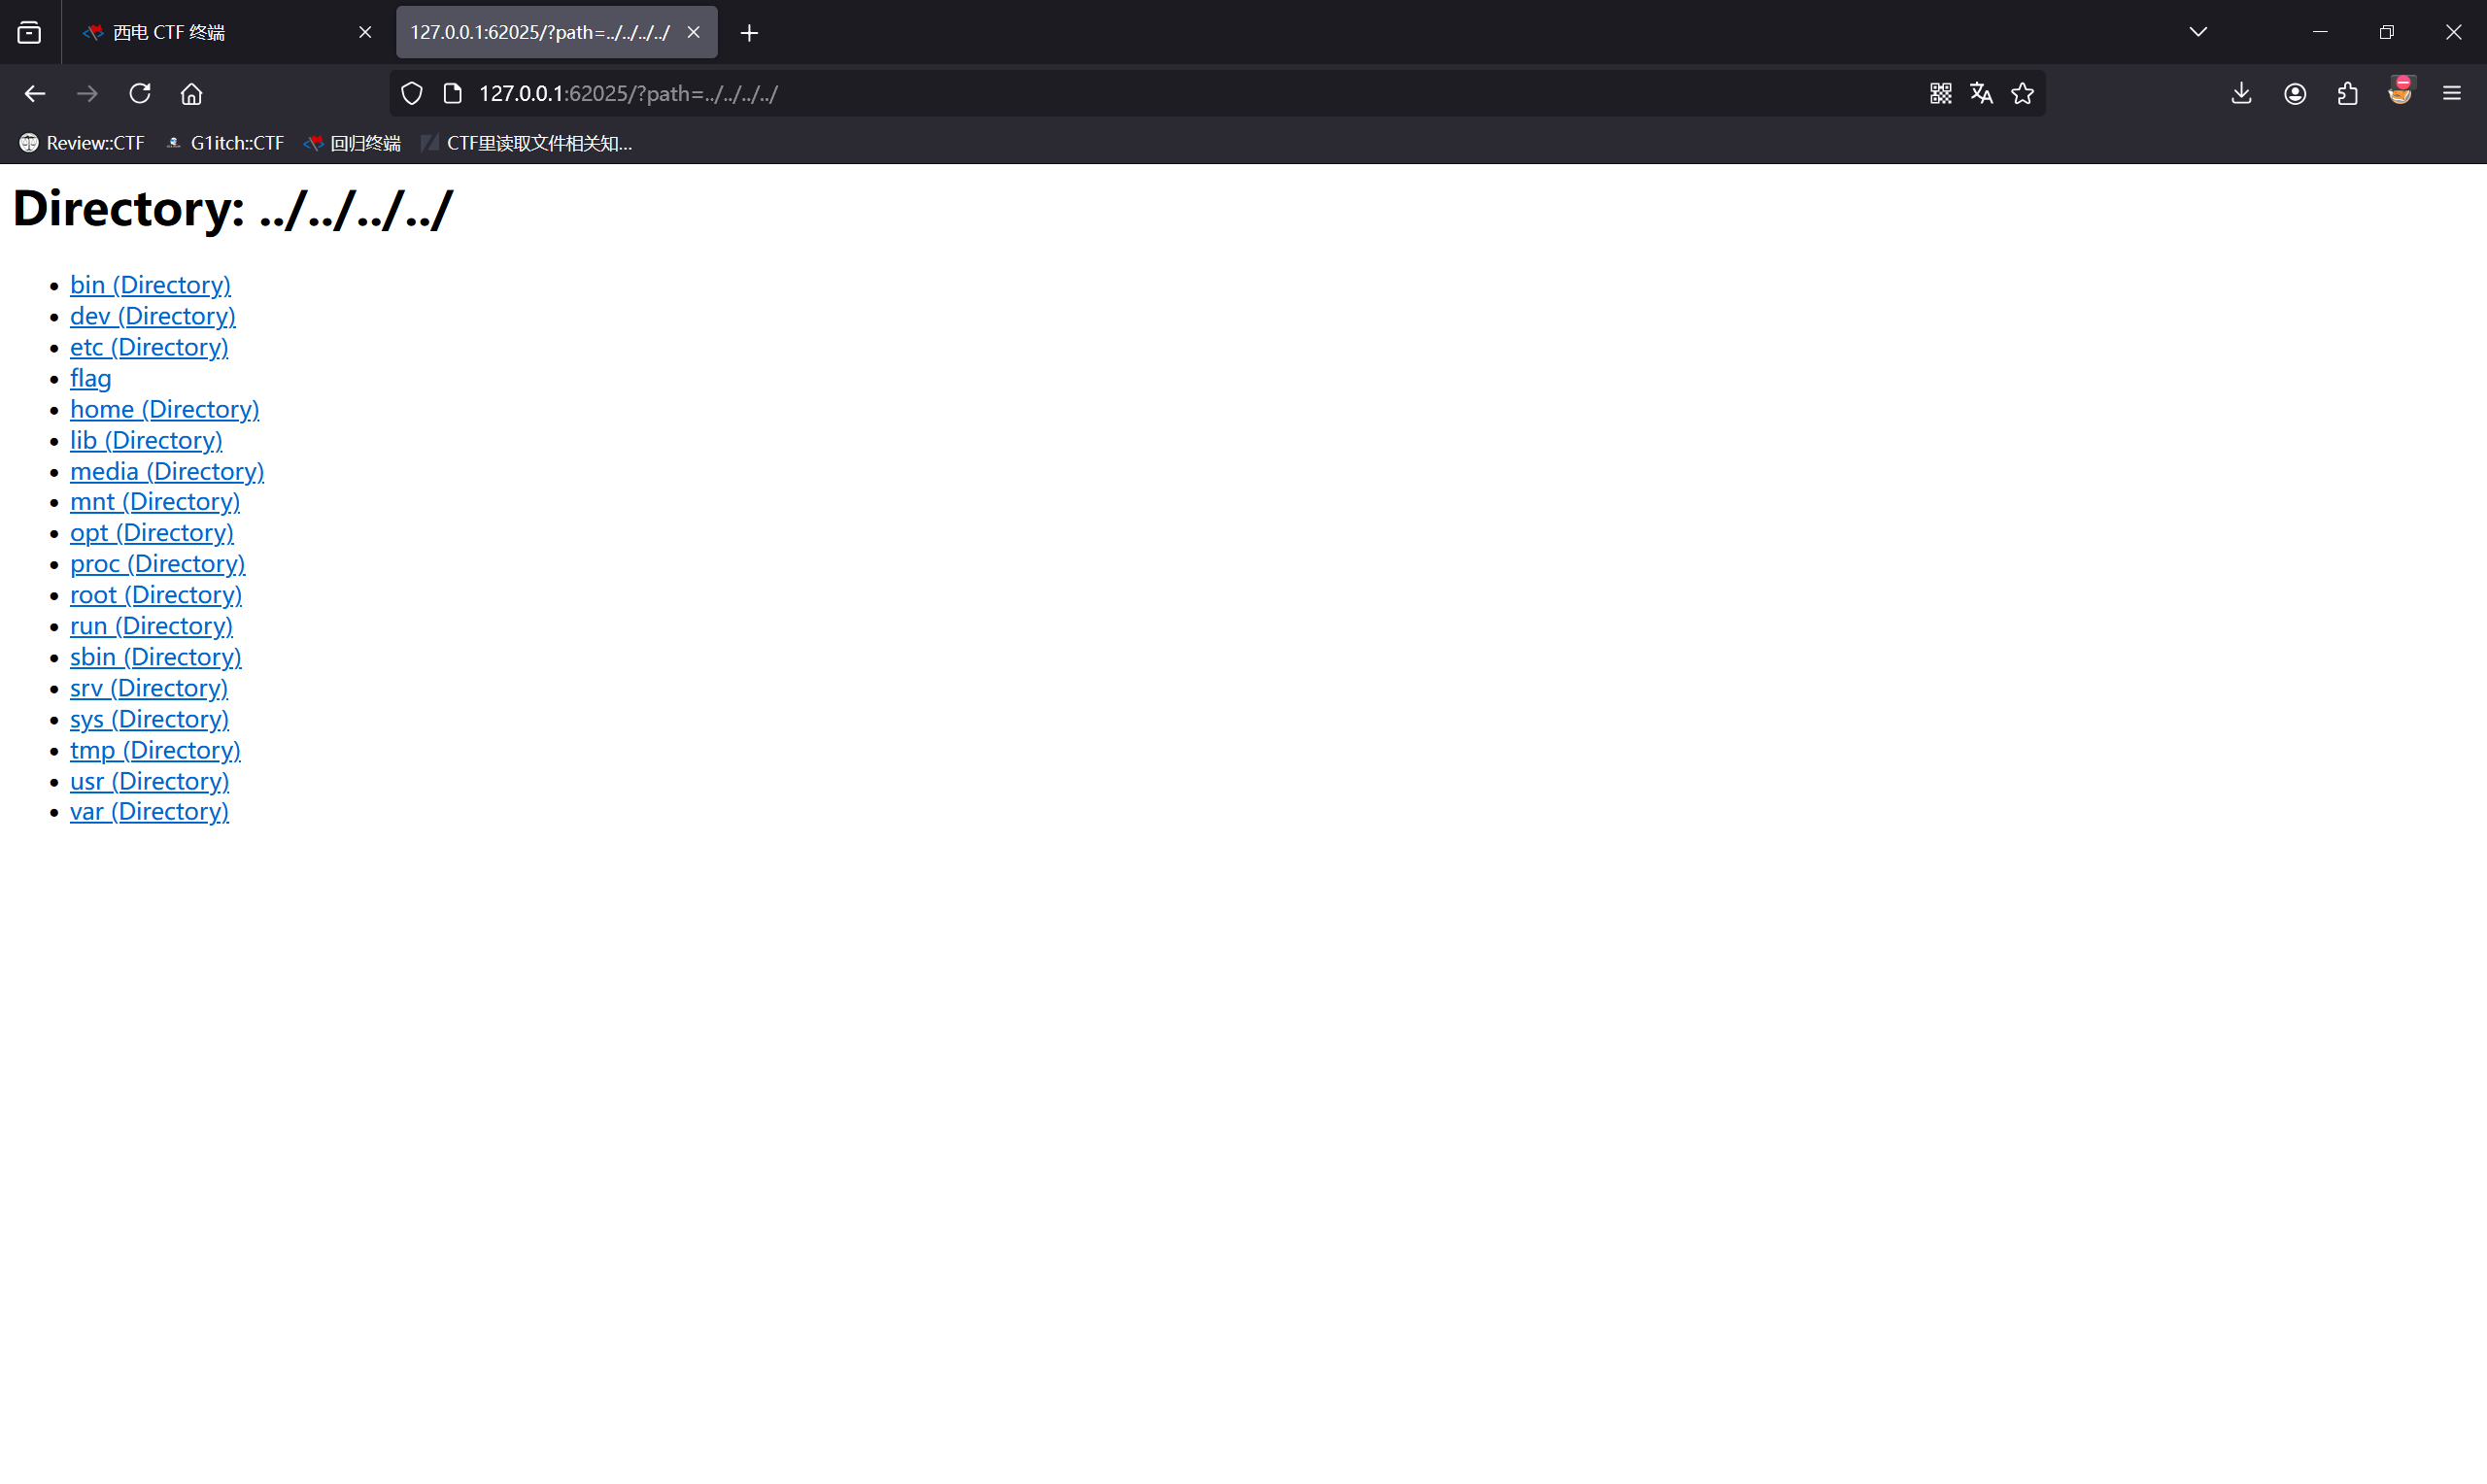 西电 CTF 终端
127.0.0.1:62025/?path=../../../../
127.0.0.1:62025/?path=../../../../
Review::CTF
G1itch::CTF
回归终端
CTF里读取文件相关知...
Directory: ../../../../
bin (Directory)
dev (Directory)
etc (Directory)
flag
home (Directory)
lib (Directory)
media (Directory)
mnt (Directory)
opt (Directory)
proc (Directory)
root (Directory)
run (Directory)
sbin (Directory)
srv (Directory)
sys (Directory)
tmp (Directory)
usr (Directory)
var (Directory)